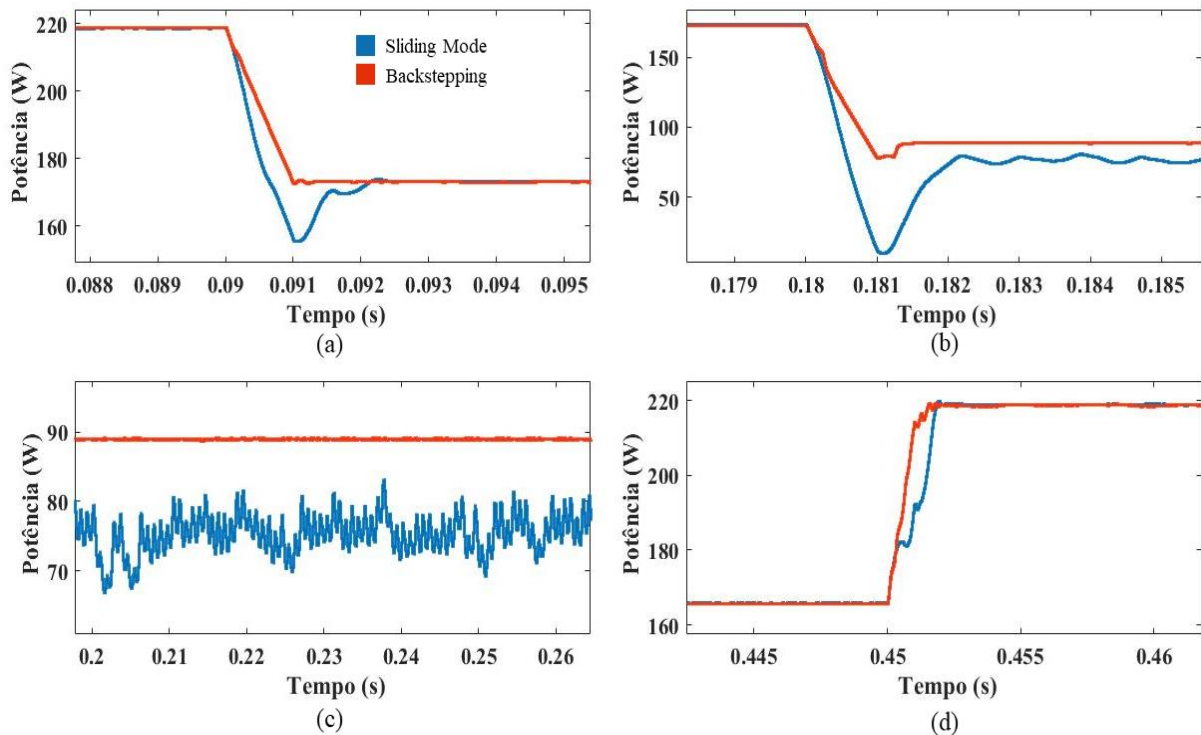 220
200
180
160
Potência (W)
Sliding Mode
Backstepping
0.088 0.089 0.09 0.091 0.092 0.093 0.094 0.095
Tempo (s)
(a)
150
100
50
Potência (W)
0.179 0.18 0.181 0.182 0.183 0.184 0.185
Tempo (s)
(b)
90
80
70
Potência (W)
0.2 0.21 0.22 0.23 0.24 0.25 0.26
Tempo (s)
(c)
220
200
180
160
Potência (W)
0.445 0.45 0.455 0.46
Tempo (s)
(d)